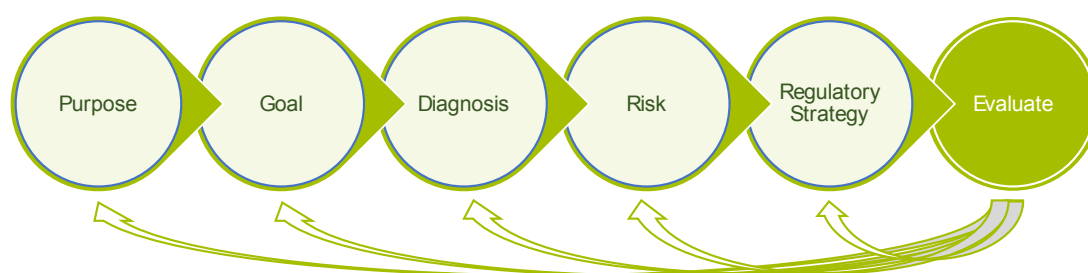 Purpose
Goal
Diagnosis
Risk
Regulatory
Strategy
Evaluate